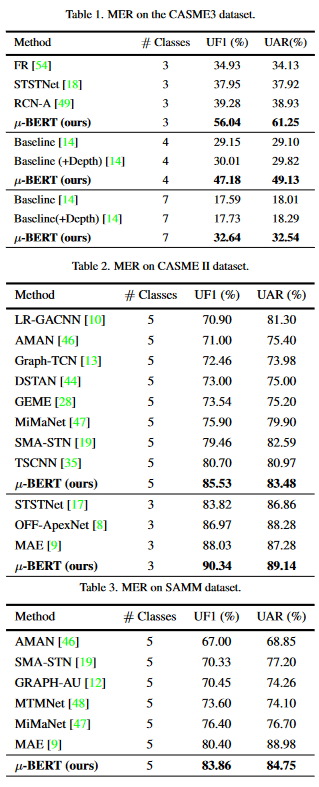 Table 1. MER on the CASME3 dataset.
Method # Classes UF1 (%) UAR(%)
FR [54] 3 34.93 34.13
STSTNet [18] 3 37.95 37.92
RCN-A [49] 3 39.28 38.93
μ-BERT (ours) 3 56.04 61.25
Baseline [14] 4 29.15 29.10
Baseline (+Depth) [14] 4 30.01 29.82
μ-BERT (ours) 4 47.18 49.13
Baseline [14] 7 17.59 18.01
Baseline(+Depth) [14] 7 17.73 18.29
μ-BERT (ours) 7 32.64 32.54
Table 2. MER on CASME II dataset.
Method # Classes UF1 (%) UAR (%)
LR-GACNN [10] 5 70.90 81.30
AMAN [46] 5 71.00 75.40
Graph-TCN [13] 5 72.46 73.98
DSTAN [44] 5 73.00 75.00
GEME [28] 5 73.54 75.20
MiMaNet [47] 5 75.90 79.90
SMA-STN [19] 5 79.46 82.59
TSCNN [35] 5 80.70 80.97
μ-BERT (ours) 5 85.53 83.48
STSTNet [17] 3 83.82 86.86
OFF-ApexNet [8] 3 86.97 88.28
MAE [9] 3 88.03 87.28
μ-BERT (ours) 3 90.34 89.14
Table 3. MER on SAMM dataset.
Method # Classes UF1 (%) UAR (%)
AMAN [46] 5 67.00 68.85
SMA-STN [19] 5 70.33 77.20
GRAPH-AU [12] 5 70.45 74.26
MTMNet [48] 5 73.60 74.10
MiMaNet [47] 5 76.40 76.70
MAE [9] 5 80.40 88.98
μ-BERT (ours) 5 83.86 84.75